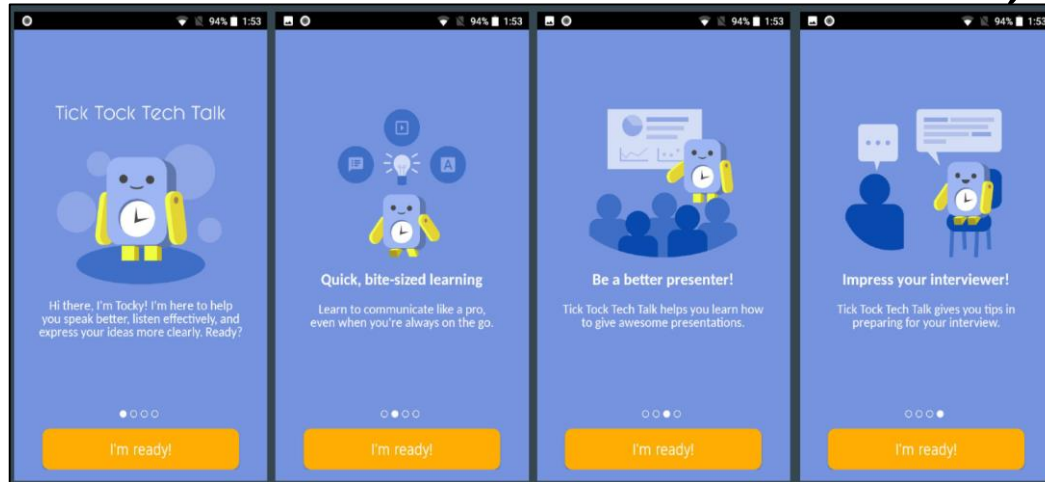 94% 1:53
Tick Tock Tech Talk
Hi there, I'm Tocky! I'm here to help
you speak better, listen effectively, and
express your ideas more clearly. Ready?
I'm ready!
94% 1:53
A
Quick, bite-sized learning
Learn to communicate like a pro,
even when you're always on the go.
I'm ready!
94% 1:53
Be a better presenter!
Tick Tock Tech Talk helps you learn how
to give awesome presentations.
I'm ready!
94% 1:53
Impress your interviewer!
Tick Tock Tech Talk gives you tips in
preparing for your interview.
I'm ready!